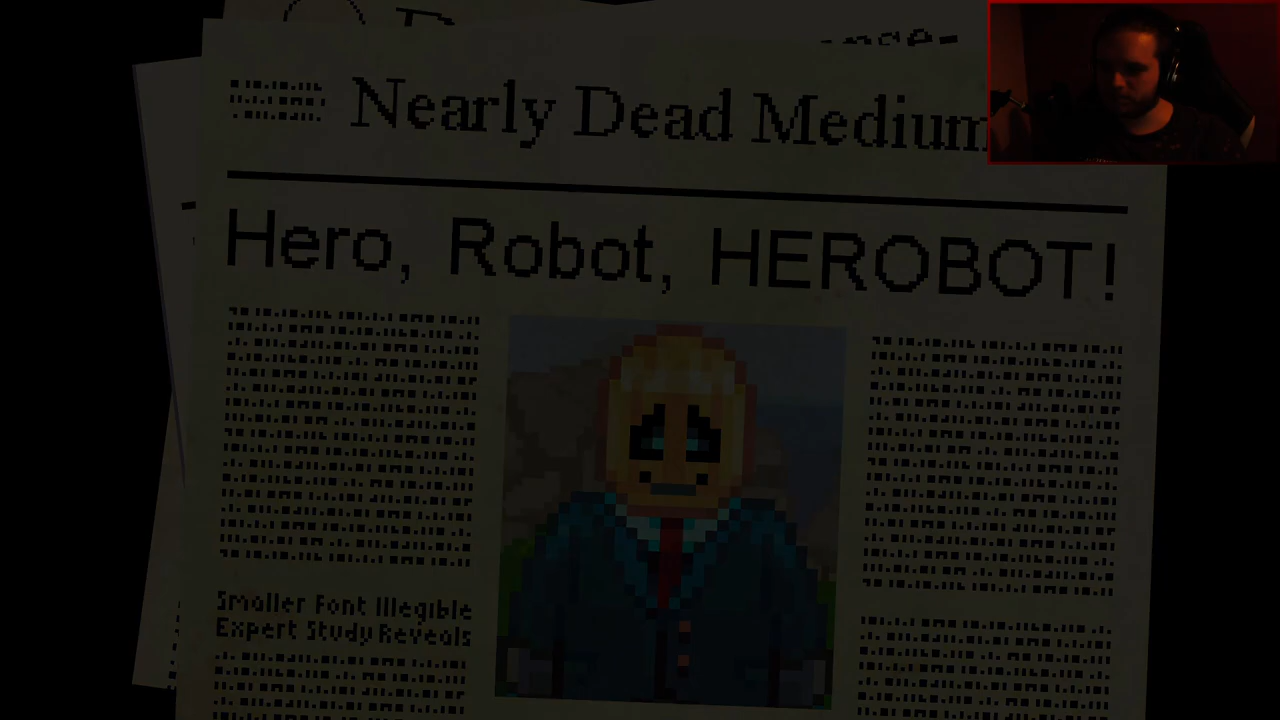 Nearly Dead Medium
Hero, Robot, HEROBOT!
Smaller Font Illegible
Expert Study Reveals